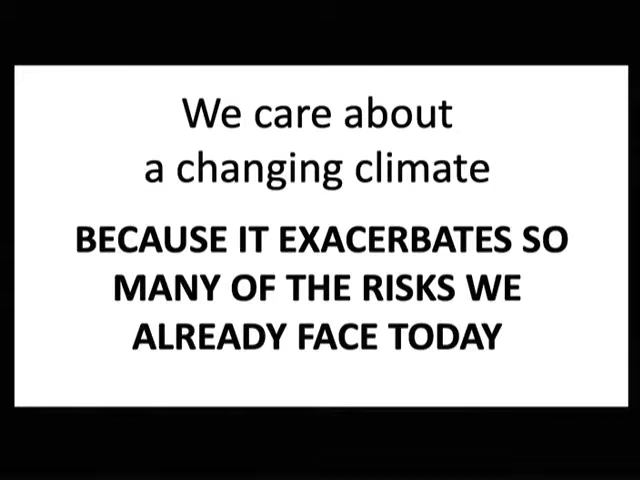 We care about
a changing climate
BECAUSE IT EXACERBATES SO
MANY OF THE RISKS WE
ALREADY FACE TODAY